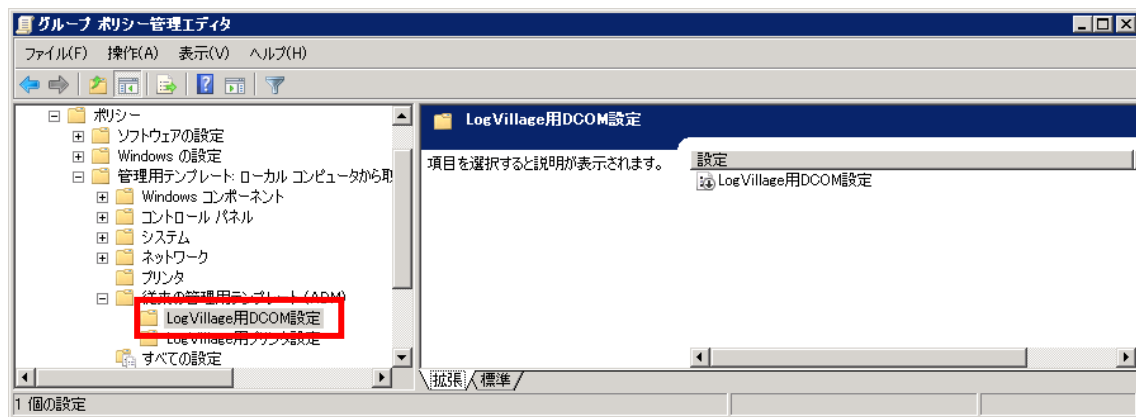 グループ ポリシー管理エディタ
ファイル(F) 操作(A) 表示(V) ヘルプ(H)
ポリシー
ソフトウェアの設定
Windows の設定
管理用テンプレート: ローカル コンピュータから取
Windows コンポーネント
コントロール パネル
システム
ネットワーク
プリンタ
従来の管理用テンプレート (ADM)
LogVillage用DCOM設定
LogVillage用プリンタ設定
すべての設定
LogVillage用DCOM設定
項目を選択すると説明が表示されます。
設定
LogVillage用DCOM設定
拡張 標準
1 個の設定